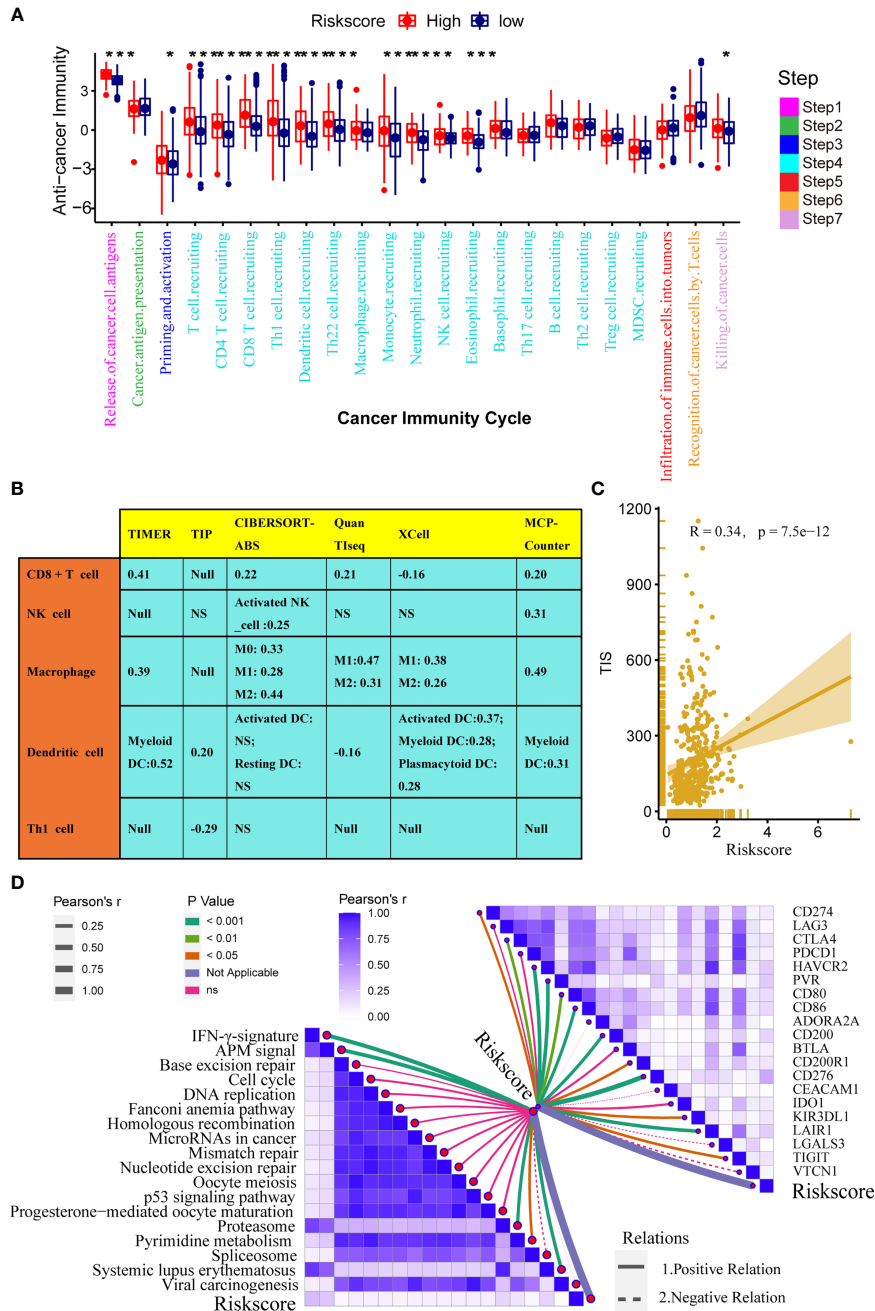 A
Riskscore High low
* * * * * ** * ** * ** * ** * ** * ** * * * * ** * * * * * * *
Anti−cancer Immunity
3
0
−3
−6
Step
Step1
Step2
Step3
Step4
Step5
Step6
Step7
Release.of.cancer.cell.antigens
Cancer.antigen.presentation
Priming.and.activation
T cell.recruiting
CD4 T cell.recruiting
CD8 T cell.recruiting
Th1 cell.recruiting
Dendritic cell.recruiting
Th22 cell.recruiting
Macrophage.recruiting
Monocyte.recruiting
Neutrophil.recruiting
NK cell.recruiting
Eosinophil.recruiting
Basophil.recruiting
Th17 cell.recruiting
B cell.recruiting
Th2 cell.recruiting
Treg cell.recruiting
MDSC.recruiting
Infiltration.of immune.cells.into.tumors
Recognition.of.cancer.cells.by.T.cells
Killing.of.cancer.cells
Cancer Immunity Cycle
B
TIMER TIP CIBERSORT-ABS Quan TIseq XCell MCP-Counter
CD8 + T cell 0.41 Null 0.22 0.21 -0.16 0.20
NK cell Null NS Activated NK _cell :0.25 NS NS 0.31
Macrophage 0.39 Null M0: 0.33 M1: 0.28 M2: 0.44 M1:0.47 M2: 0.31 M1: 0.38 M2: 0.26 0.49
Dendritic cell Myeloid DC:0.52 0.20 Activated DC: NS; Resting DC: NS -0.16 Activated DC:0.37; Myeloid DC:0.28; Plasmacytoid DC: 0.28 Myeloid DC:0.31
Th1 cell Null -0.29 NS Null Null Null
C
R = 0.34, p = 7.5e−12
TIS
1200
900
600
300
0
0 2 4 6
Riskscore
D
Pearson's r
0.25
0.50
0.75
1.00
P Value
< 0.001
< 0.01
< 0.05
Not Applicable
ns
Pearson's r
1.00
0.75
0.50
0.25
0.00
CD274
LAG3
CTLA4
PDCD1
HAVCR2
PVR
CD80
CD86
ADORA2A
CD200
BTLA
CD200R1
CD276
CEACAM1
IDO1
KIR3DL1
LAIR1
LGALS3
TIGIT
VTCN1
Riskscore
Riskscore
IFN−γ−signature
APM signal
Base excision repair
Cell cycle
DNA replication
Fanconi anemia pathway
Homologous recombination
MicroRNAs in cancer
Mismatch repair
Nucleotide excision repair
Oocyte meiosis
p53 signaling pathway
Progesterone−mediated oocyte maturation
Proteasome
Pyrimidine metabolism
Spliceosome
Systemic lupus erythematosus
Viral carcinogenesis
Riskscore
Relations
1.Positive Relation
2.Negative Relation